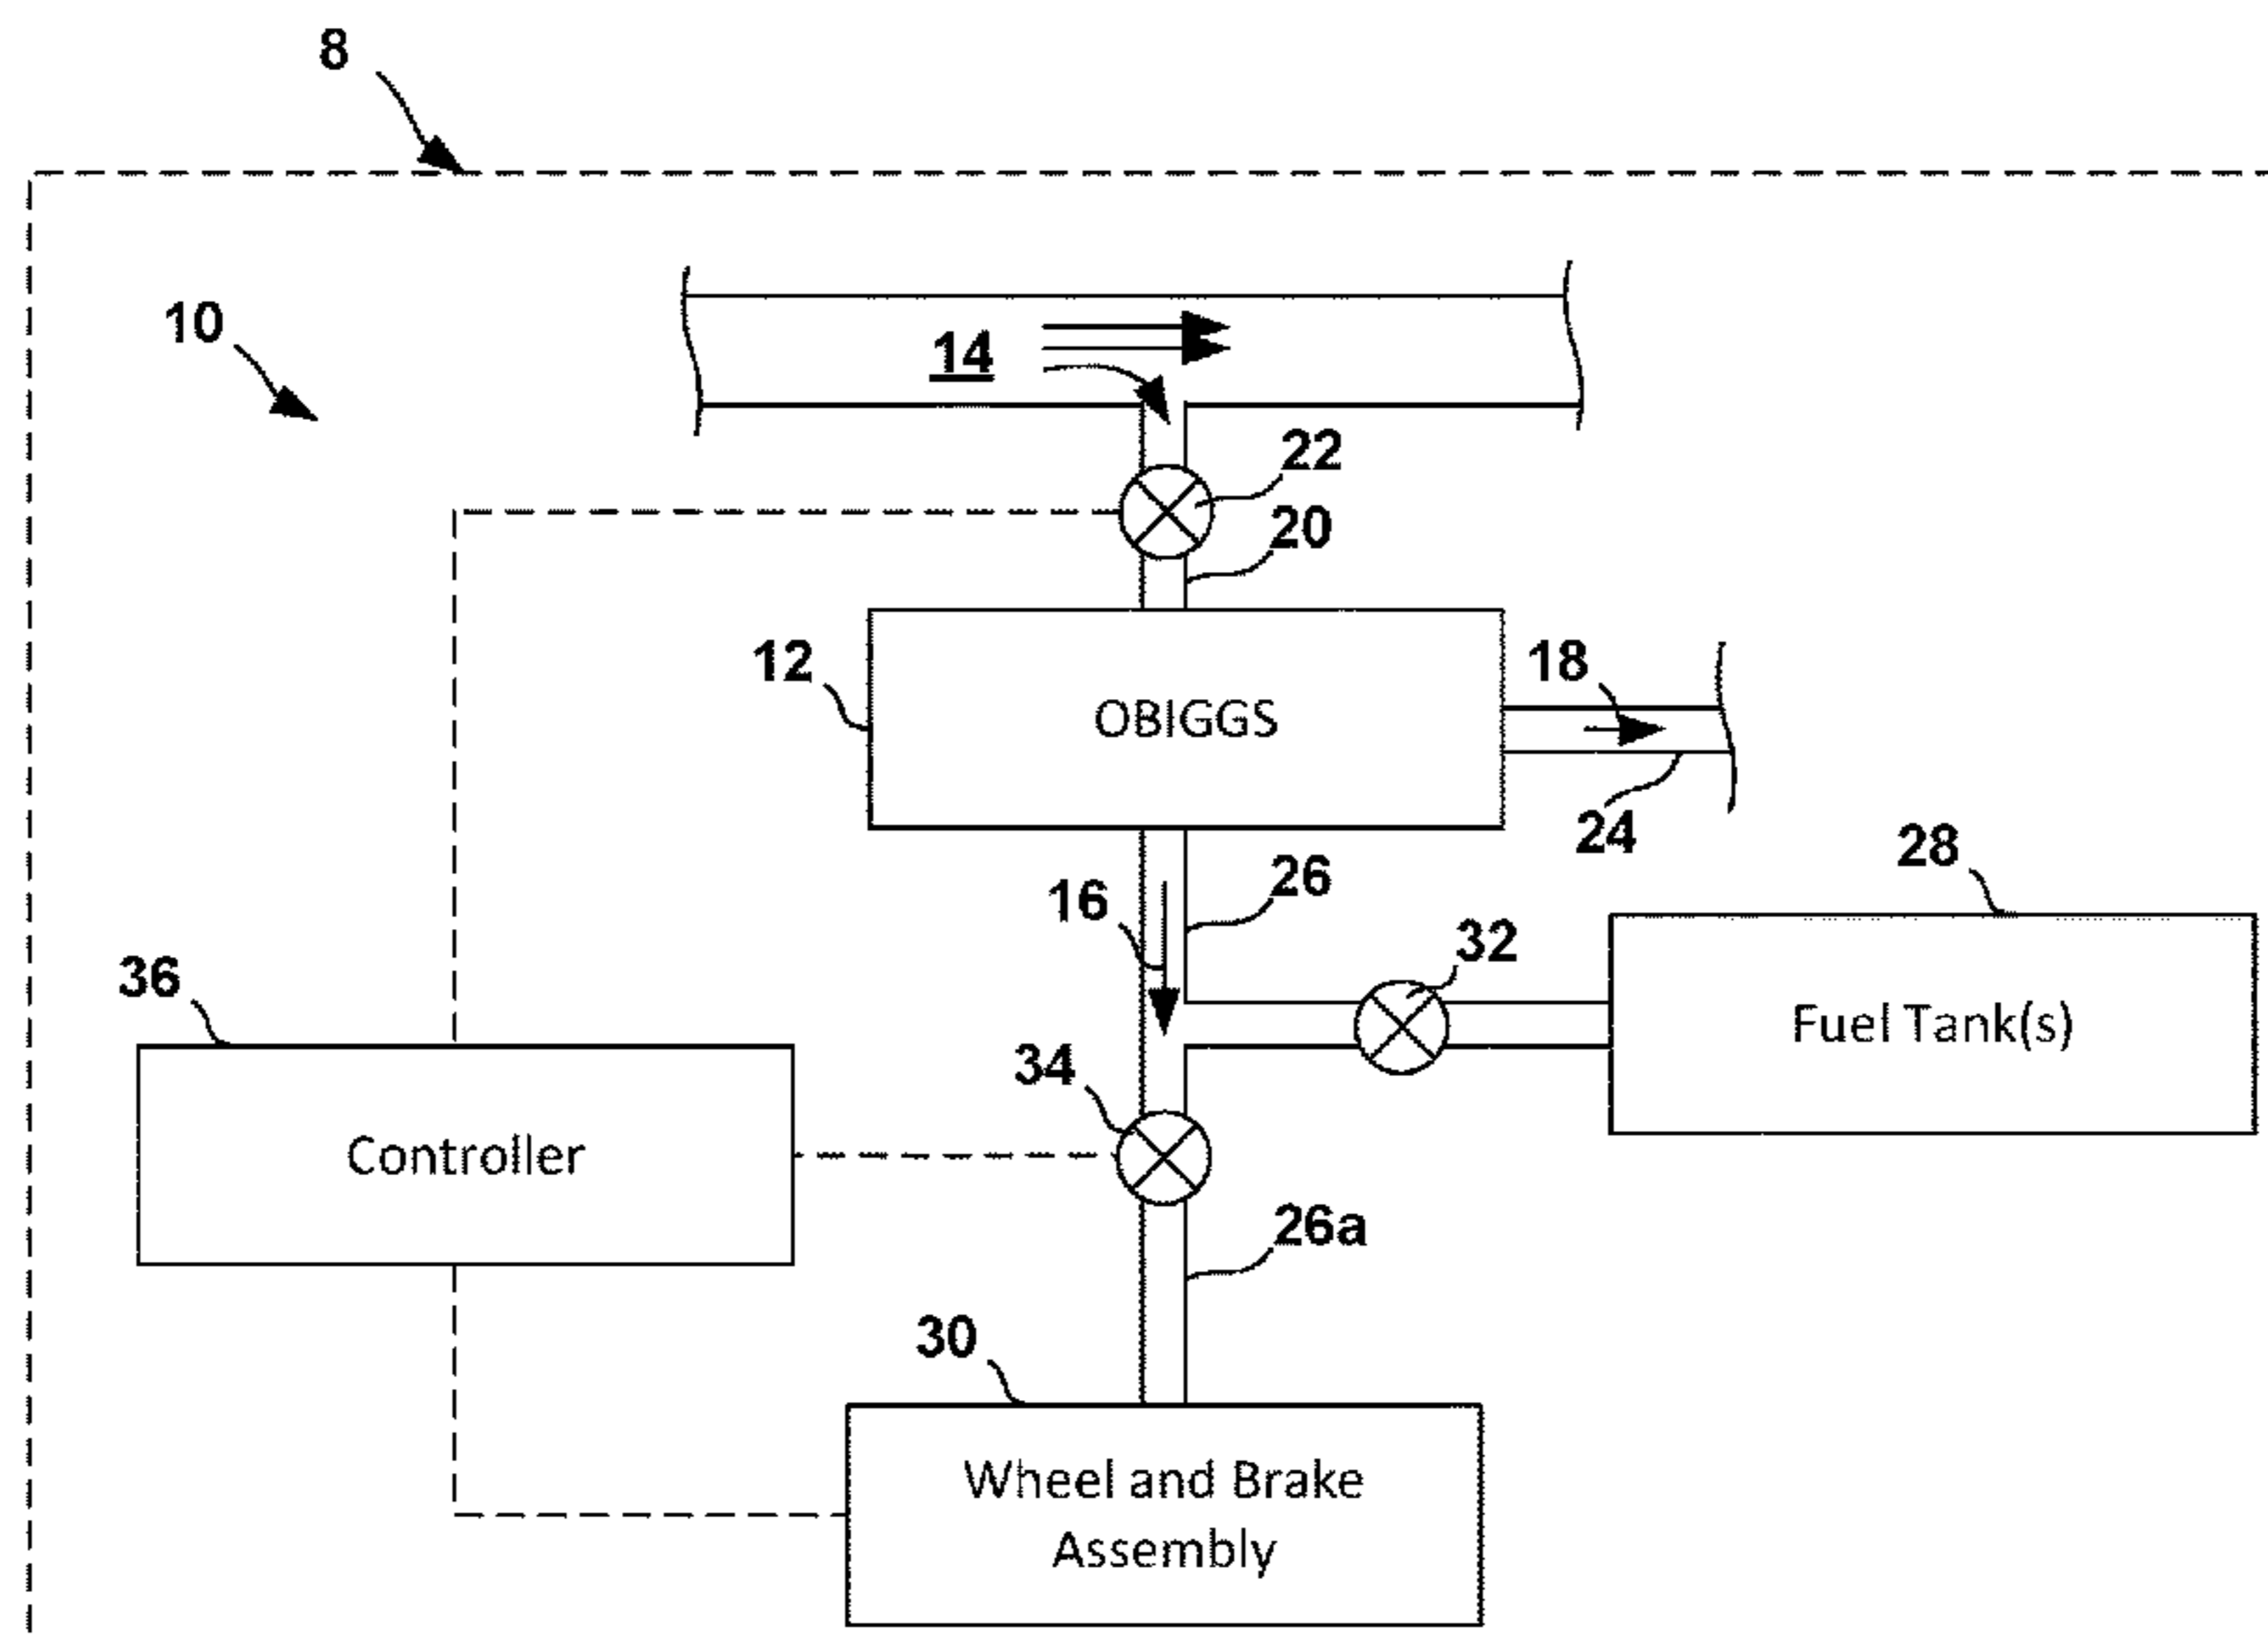 8
10
14
22
20
12
OBIGGS
18
24
28
26
16
32
36
Fuel Tank(s)
34
Controller
26a
30
Wheel and Brake
Assembly